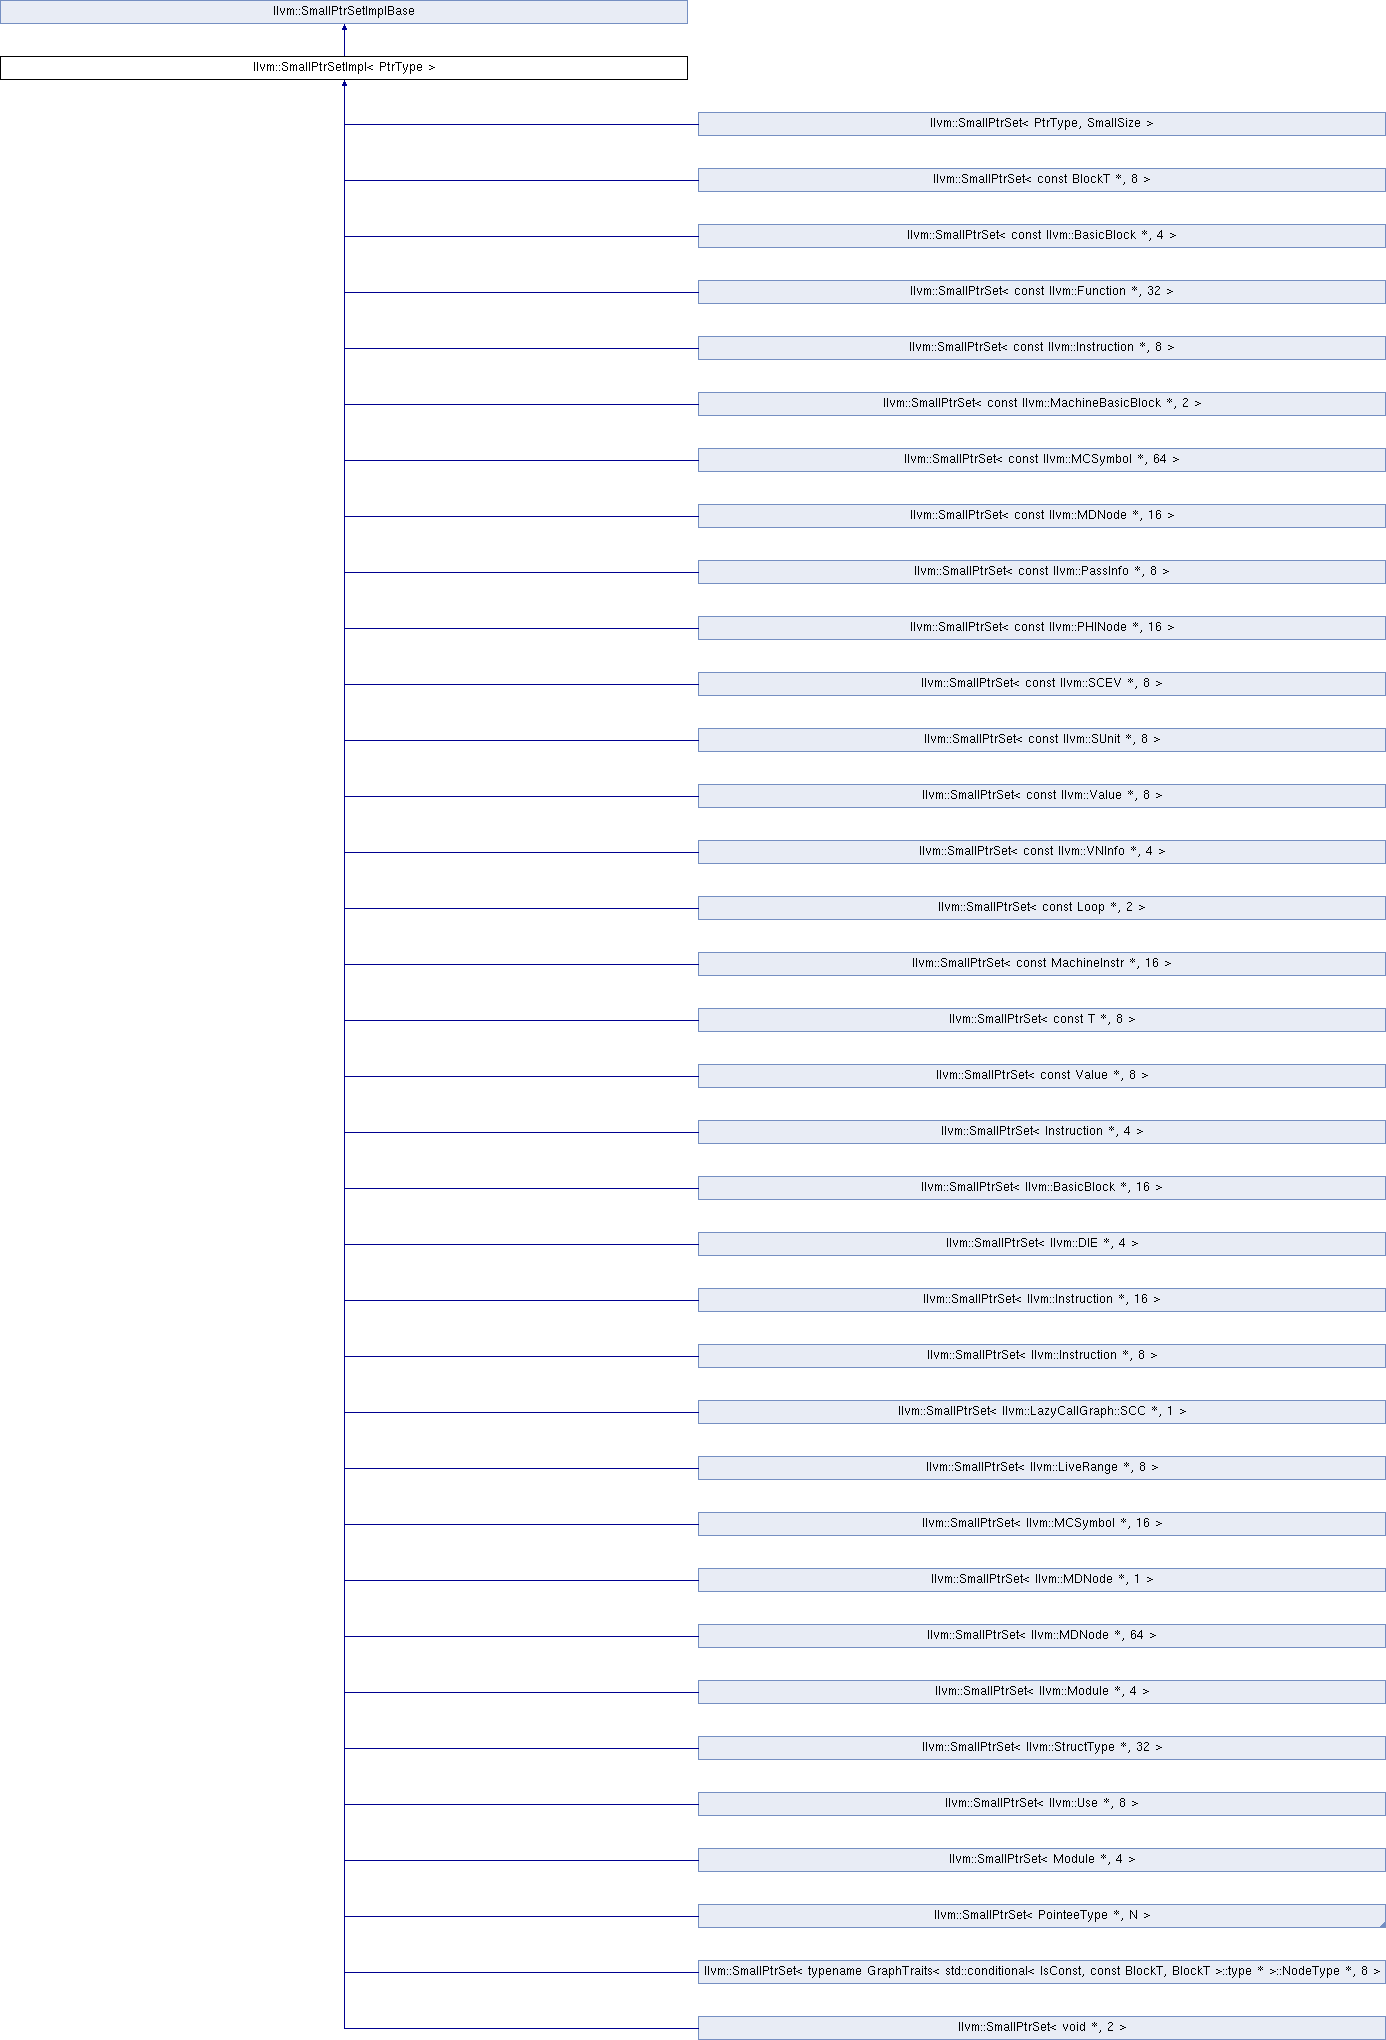 llvm::SmallPtrSetImplBase
llvm::SmallPtrSetImpl< PtrType >
llvm::SmallPtrSet< PtrType, SmallSize >
llvm::SmallPtrSet< const BlockT *, 8 >
llvm::SmallPtrSet< const llvm::BasicBlock *, 4 >
llvm::SmallPtrSet< const llvm::Function *, 32 >
llvm::SmallPtrSet< const llvm::Instruction *, 8 >
llvm::SmallPtrSet< const llvm::MachineBasicBlock *, 2 >
llvm::SmallPtrSet< const llvm::MCSymbol *, 64 >
llvm::SmallPtrSet< const llvm::MDNode *, 16 >
llvm::SmallPtrSet< const llvm::PassInfo *, 8 >
llvm::SmallPtrSet< const llvm::PHINode *, 16 >
llvm::SmallPtrSet< const llvm::SCEV *, 8 >
llvm::SmallPtrSet< const llvm::SUnit *, 8 >
llvm::SmallPtrSet< const llvm::Value *, 8 >
llvm::SmallPtrSet< const llvm::VNInfo *, 4 >
llvm::SmallPtrSet< const Loop *, 2 >
llvm::SmallPtrSet< const MachineInstr *, 16 >
llvm::SmallPtrSet< const T *, 8 >
llvm::SmallPtrSet< const Value *, 8 >
llvm::SmallPtrSet< Instruction *, 4 >
llvm::SmallPtrSet< llvm::BasicBlock *, 16 >
llvm::SmallPtrSet< llvm::DIE *, 4 >
llvm::SmallPtrSet< llvm::Instruction *, 16 >
llvm::SmallPtrSet< llvm::Instruction *, 8 >
llvm::SmallPtrSet< llvm::LazyCallGraph::SCC *, 1 >
llvm::SmallPtrSet< llvm::LiveRange *, 8 >
llvm::SmallPtrSet< llvm::MCSymbol *, 16 >
llvm::SmallPtrSet< llvm::MDNode *, 1 >
llvm::SmallPtrSet< llvm::MDNode *, 64 >
llvm::SmallPtrSet< llvm::Module *, 4 >
llvm::SmallPtrSet< llvm::StructType *, 32 >
llvm::SmallPtrSet< llvm::Use *, 8 >
llvm::SmallPtrSet< Module *, 4 >
llvm::SmallPtrSet< PointeeType *, N >
llvm::SmallPtrSet< typename GraphTraits< std::conditional< IsConst, const BlockT, BlockT >::type * >::NodeType *, 8 >
llvm::SmallPtrSet< void *, 2 >